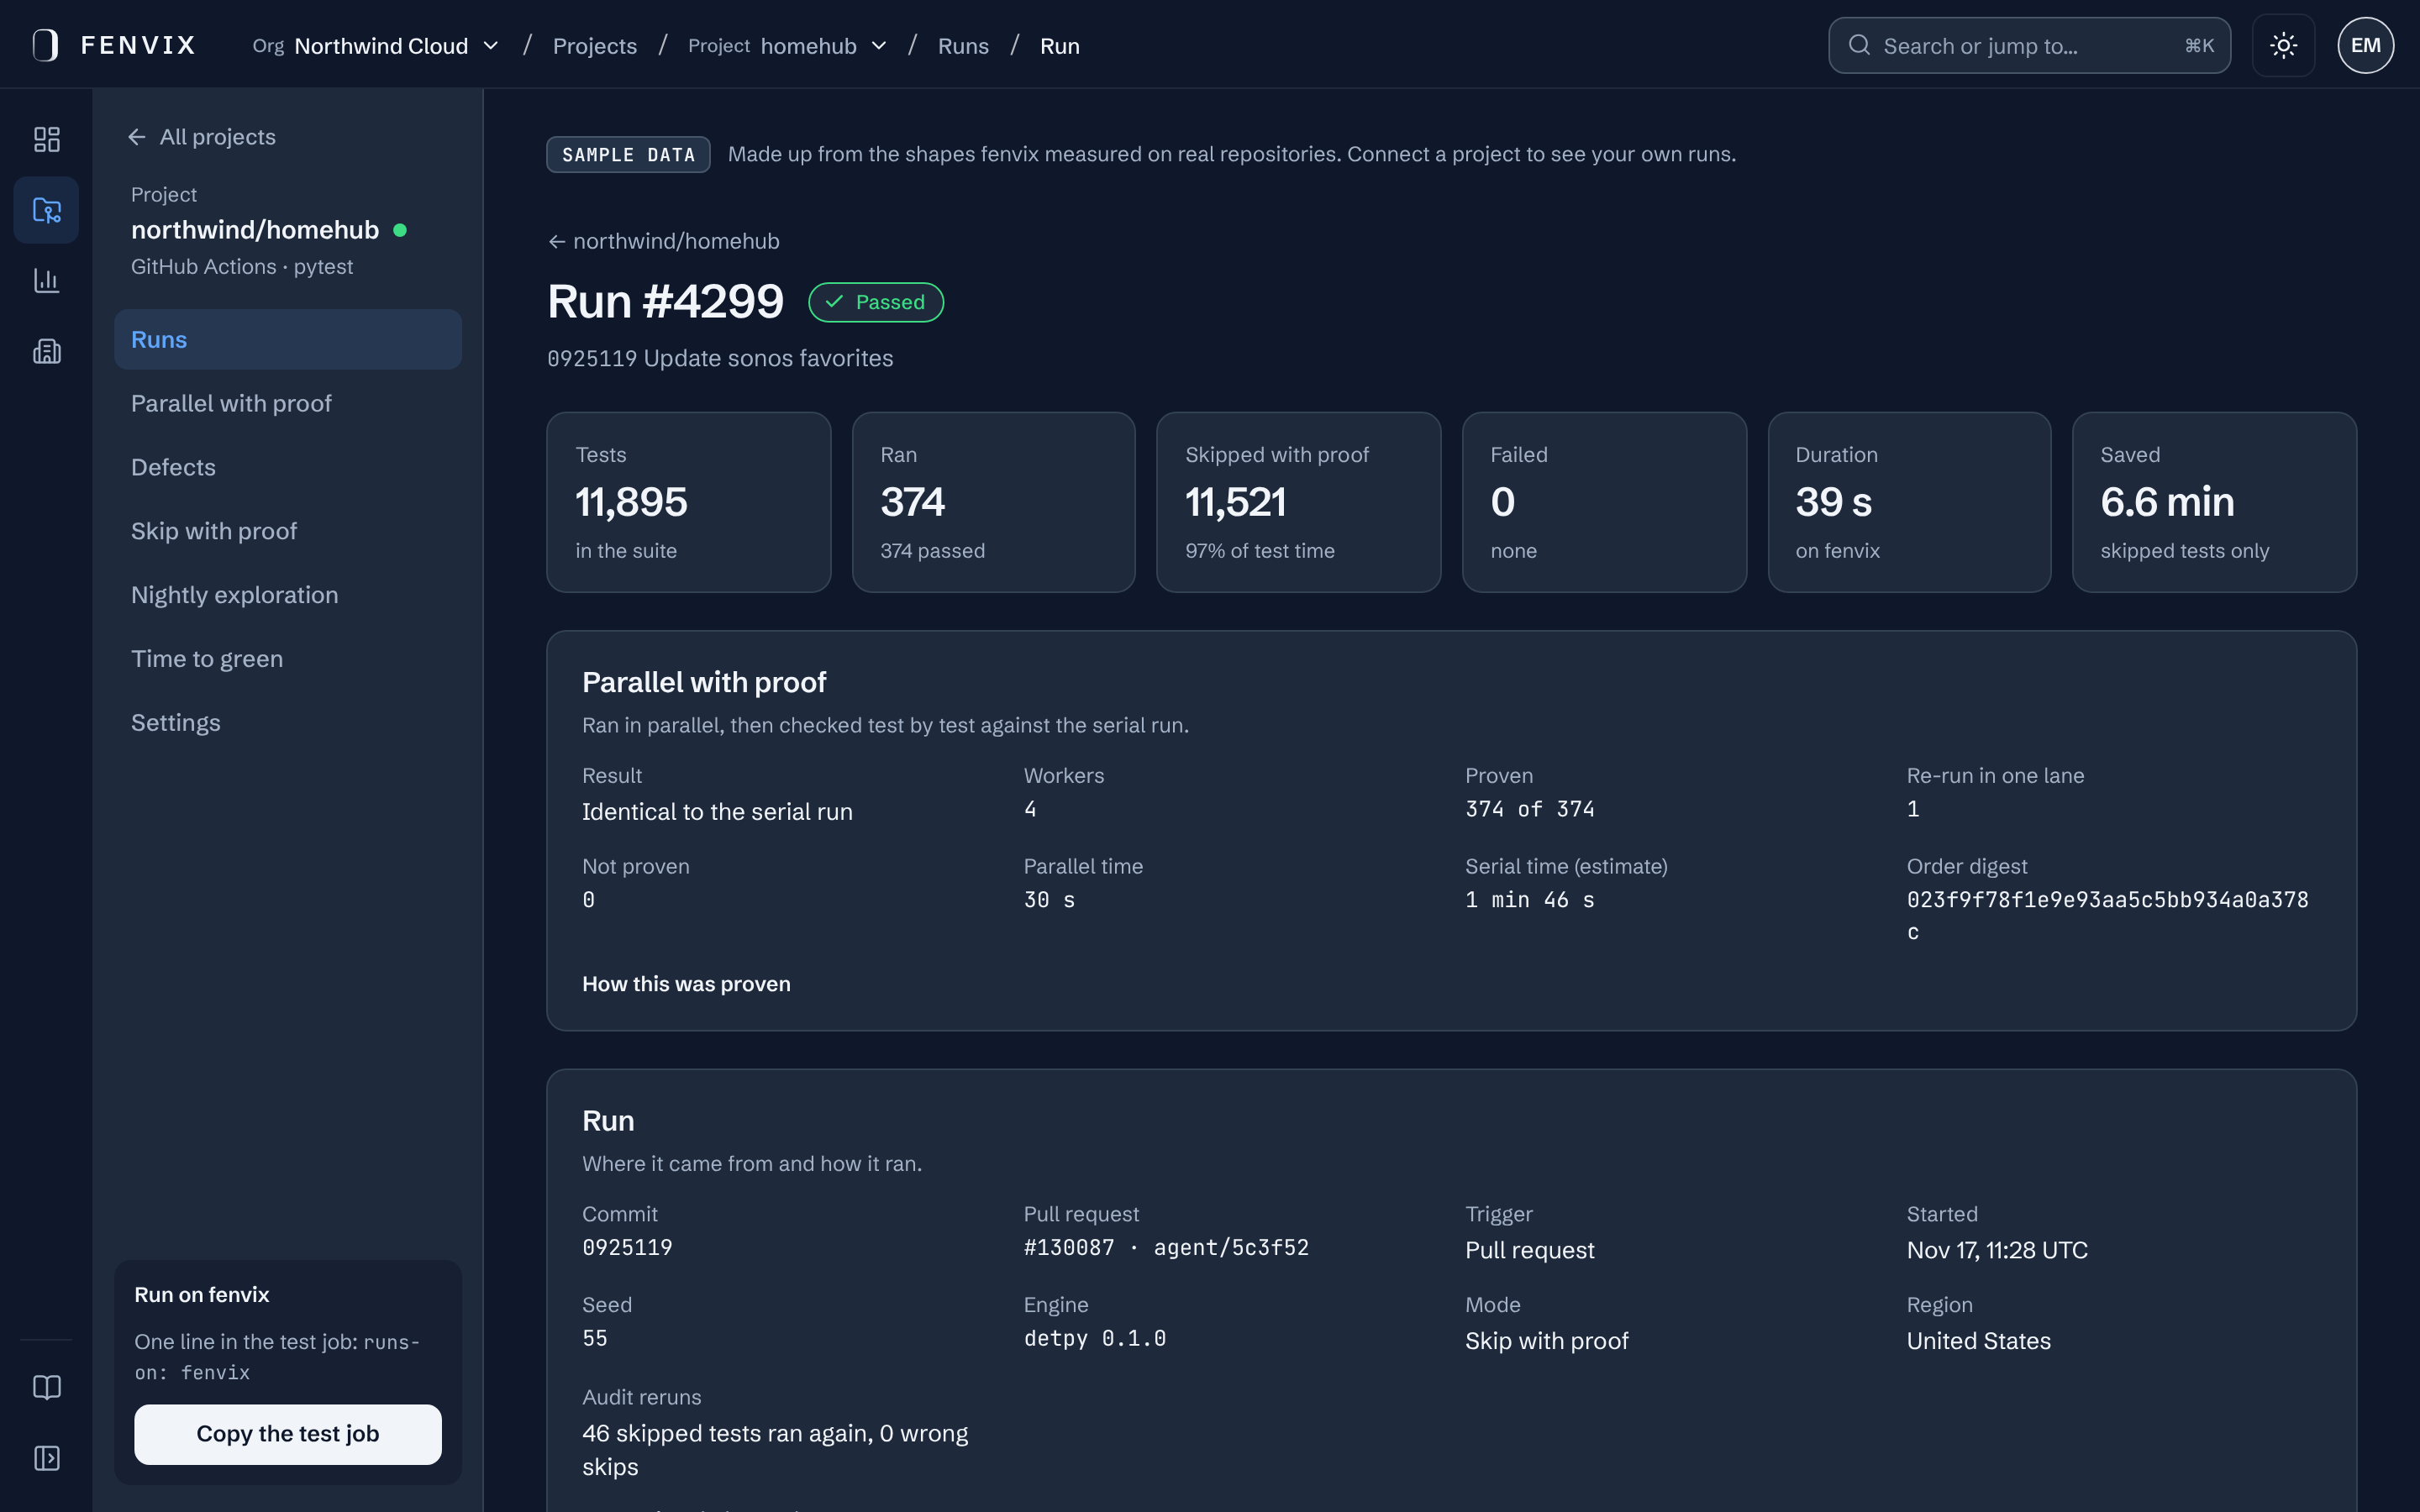 FENVIX
Org Northwind Cloud / Projects / Project homehub / Runs / Run
Search or jump to... ⌘K
EM
← All projects
Project
northwind/homehub
GitHub Actions · pytest
Runs
Parallel with proof
Defects
Skip with proof
Nightly exploration
Time to green
Settings
Run on fenvix
One line in the test job: runs-
on: fenvix
Copy the test job
SAMPLE DATA Made up from the shapes fenvix measured on real repositories. Connect a project to see your own runs.
← northwind/homehub
Run #4299 Passed
0925119 Update sonos favorites
Tests
11,895
in the suite
Ran
374
374 passed
Skipped with proof
11,521
97% of test time
Failed
0
none
Duration
39 s
on fenvix
Saved
6.6 min
skipped tests only
Parallel with proof
Ran in parallel, then checked test by test against the serial run.
Result
Identical to the serial run
Workers
4
Proven
374 of 374
Re-run in one lane
1
Not proven
0
Parallel time
30 s
Serial time (estimate)
1 min 46 s
Order digest
023f9f78f1e9e93aa5c5bb934a0a378
c
How this was proven
Run
Where it came from and how it ran.
Commit
0925119
Pull request
#130087 · agent/5c3f52
Trigger
Pull request
Started
Nov 17, 11:28 UTC
Seed
55
Engine
detpy 0.1.0
Mode
Skip with proof
Region
United States
Audit reruns
46 skipped tests ran again, 0 wrong
skips